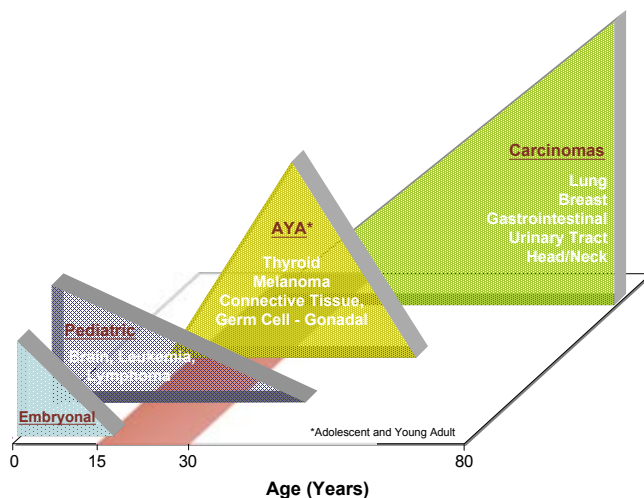 Carcinomas
Lung
Breast
Gastrointestinal
Urinary Tract
Head/Neck
AYA*
Thyroid
Melanoma
Connective Tissue,
Germ Cell - Gonadal
Pediatric
Brain, Leukemia,
Lymphoma
Embryonal
*Adolescent and Young Adult
0 15 30 80
Age (Years)